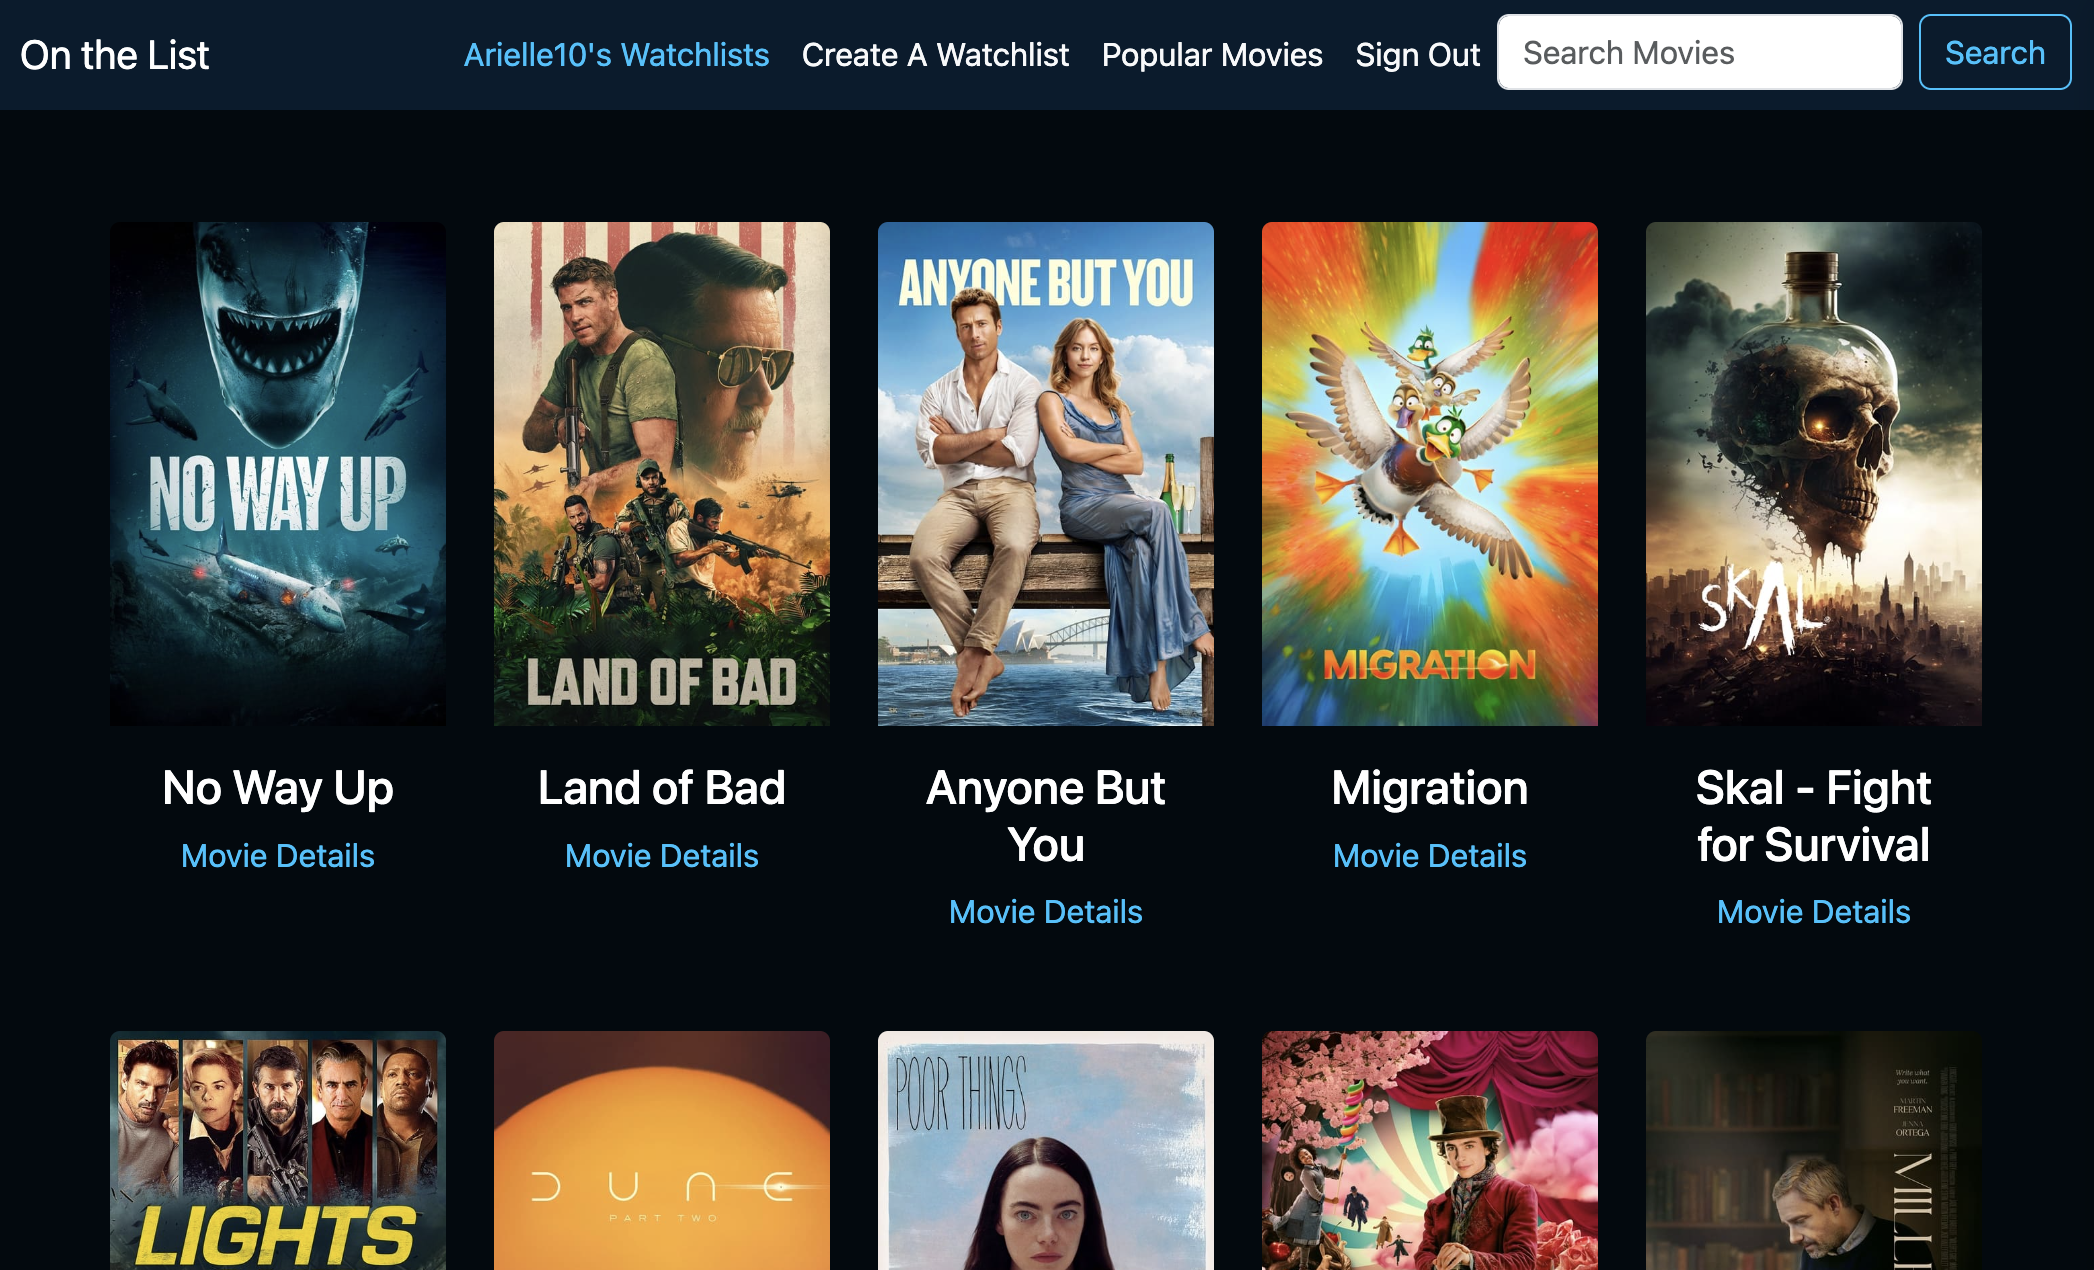 On the List
Arielle10's Watchlists
Create A Watchlist
Popular Movies
Sign Out
Search Movies
Search
NO WAY UP
LAND OF BAD
ANYONE BUT YOU
MIGRATION
SKAL
No Way Up
Land of Bad
Anyone But
You
Migration
Skal - Fight
for Survival
Movie Details
Movie Details
Movie Details
Movie Details
Movie Details
LIGHTS
DUNE
PART TWO
POOR THINGS
Write what
you want.
MARTIN
FREEMAN
JENNA
ORTEGA